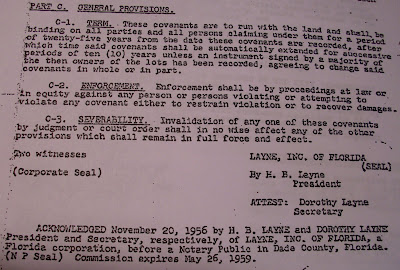 PART C. GENERAL PROVISIONS.
C-1. TERM. These covenants are to run with the land and shall be
binding on all parties and all persons claiming under them for a period
of twenty-five years from the date these covenants are recorded, after
which time said covenants shall be automatically extended for successive
periods of ten (10) years unless an instrument signed by a majority of
the then owners of the lots has been recorded, agreeing to change said
covenants in whole or in part.
C-2. ENFORCEMENT. Enforcement shall be by proceedings at law or
in equity against any person or persons violating or attempting to
violate any covenant either to restrain violation or to recover damages.
C-3. SEVERABILITY. Invalidation of any one of these covenants
by judgment or court order shall in no wise affect any of the other
provisions which shall remain in full force and effect.
Two witnesses LAYNE, INC. OF FLORIDA
(SEAL)
(Corporate Seal) By H. B. Layne
President
ATTEST: Dorothy Layne
Secretary
ACKNOWLEDGED November 20, 1956 by H. B. LAYNE and DOROTHY LAYNE
President and Secretary, respectively, of LAYNE, INC. OF FLORIDA, a
Florida corporation, before a Notary Public in Dade County, Florida.
(N P Seal) Commission expires May 26, 1959.